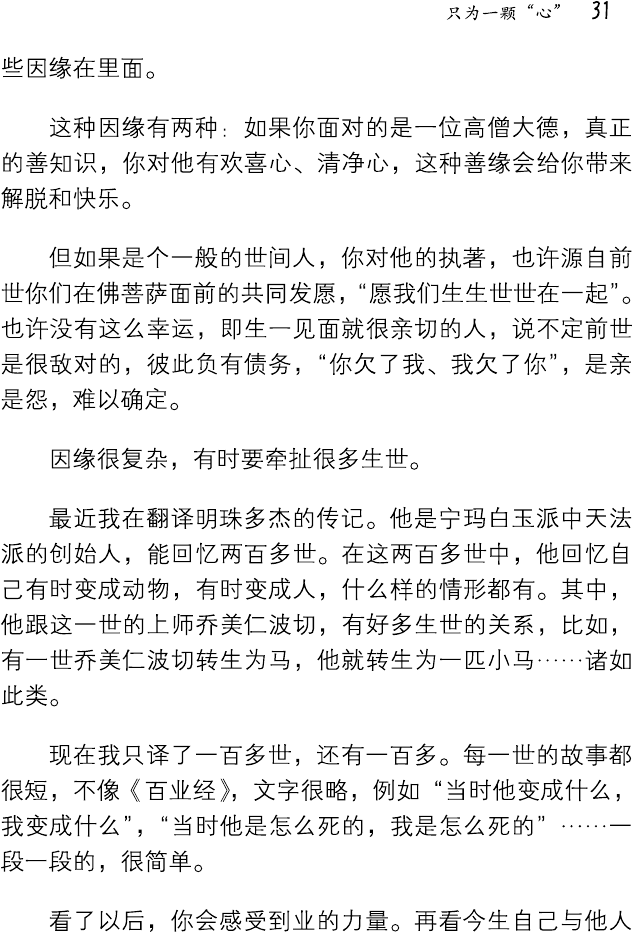 只为一颗“心” 31
些因缘在里面。
这种因缘有两种：如果你面对的是一位高僧大德，真正
的善知识，你对他有欢喜心、清净心，这种善缘会给你带来
解脱和快乐。
但如果是个一般的世间人，你对他的执著，也许源自前
世你们在佛菩萨面前的共同发愿，“愿我们生生世世在一起”。
也许没有这么幸运，即生一见面就很亲切的人，说不定前世
是很敌对的，彼此负有债务，“你欠了我、我欠了你”，是亲
是怨，难以确定。
因缘很复杂，有时要牵扯很多生世。
最近我在翻译明珠多杰的传记。他是宁玛白玉派中天法
派的创始人，能回忆两百多世。在这两百多世中，他回忆自
己有时变成动物，有时变成人，什么样的情形都有。其中，
他跟这一世的上师乔美仁波切，有好多生世的关系，比如，
有一世乔美仁波切转生为马，他就转生为一匹小马……诸如
此类。
现在我只译了一百多世，还有一百多。每一世的故事都
很短，不像《百业经》，文字很略，例如“当时他变成什么，
我变成什么”，“当时他是怎么死的，我是怎么死的”……一
段一段的，很简单。
看了以后，你会感受到业的力量。再看今生自己与他人